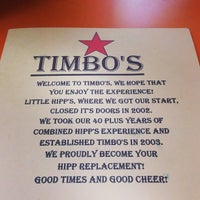 TIMBO'S
WELCOME TO TIMBO'S, WE HOPE THAT
YOU ENJOY THE EXPERIENCE!
LITTLE HIPP'S, WHERE WE GOT OUR START,
CLOSED IT'S DOORS IN 2002.
WE TOOK OUR 40 PLUS YEARS OF
COMBINED HIPP'S EXPERIENCE AND
ESTABLISHED TIMBO'S IN 2003.
WE PROUDLY BECOME YOUR
HIPP REPLACEMENT!
GOOD TIMES AND GOOD CHEER!